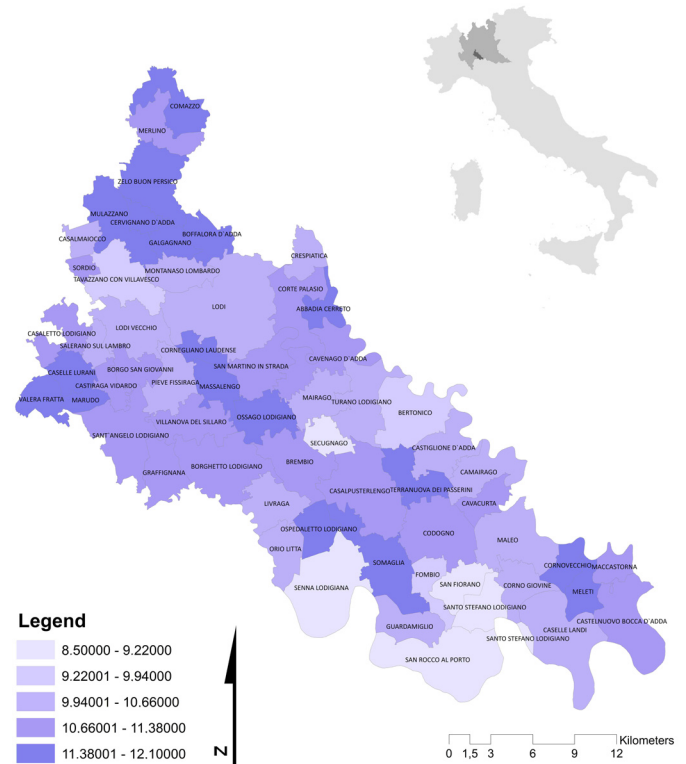 COMAZZO
MERLINO
ZELO BUON PERSICO
MULAZZANO
CERVIGNANO D'ADDA
BOFFALORA D'ADDA
CASALMAIOCCO
GALGAGNANO
CRESPIATICA
SORDIO
MONTANASO LOMBARDO
TAVAZZANO CON VILLAVESCO
CORTE PALASIO
LODI
ABBADIA CERRETO
LODI VECCHIO
CASALETTO LODIGIANO
SALERANO SUL LAMBRO
CORNEGLIANO LAUDENSE
CAVENAGO D'ADDA
CASELLE LURANI
BORGO SAN GIOVANNI
SAN MARTINO IN STRADA
PIEVE FISSIRAGA
CASTIRAGA VIDARDO
MASSALENGO
VALERA FRATTA
MARUDO
MAIRAGO
TURANO LODIGIANO
BERTONICO
OSSAGO LODIGIANO
VILLANOVA DEL SILLARO
SANT'ANGELO LODIGIANO
SECUGNAGO
CASTIGLIONE D'ADDA
BREMBIO
BORGHETTO LODIGIANO
GRAFFIGNANA
CAMAIRAGO
CASALPUSTERLENGO
TERRANUOVA DEI PASSERINI
LIVRAGA
CAVACURTA
OSPEDALETTO LODIGIANO
CODOGNO
MALEO
ORIO LITTA
SOMAGLIA
CORNOVECCHIO
MACCASTORNA
FOMBIO
SENNA LODIGIANA
SAN FIORANO
CORNO GIOVINE
MELETI
SANTO STEFANO LODIGIANO
CASTELNUOVO BOCCA D'ADDA
GUARDAMIGLIO
CASELLE LANDI
SANTO STEFANO LODIGIANO
SAN ROCCO AL PORTO
Legend
8.50000 - 9.22000
9.22001 - 9.94000
9.94001 - 10.66000
10.66001 - 11.38000
11.38001 - 12.10000
N
Kilometers
0 1,5 3 6 9 12